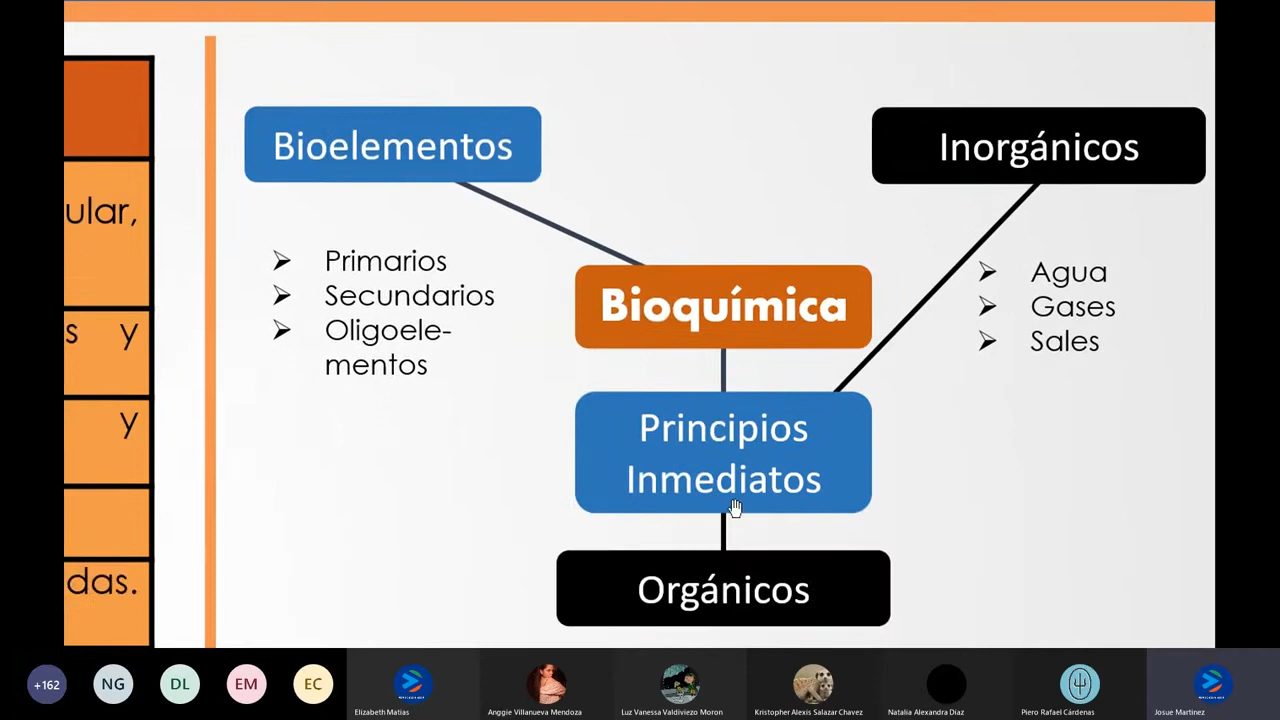 ular,
s y
y
das.
Bioelementos
Primarios
Secundarios
Oligoele-
mentos
Bioquímica
Principios
Inmediatos
Orgánicos
Inorgánicos
Agua
Gases
Sales
+162
NG
DL
EM
EC
Elizabeth Matias
Anggie Villanueva Mendoza
Luz Vanessa Valdiviezo Moron
Kristopher Alexis Salazar Chavez
Natalia Alexandra Diaz
Piero Rafael Cárdenas
Josue Martinez